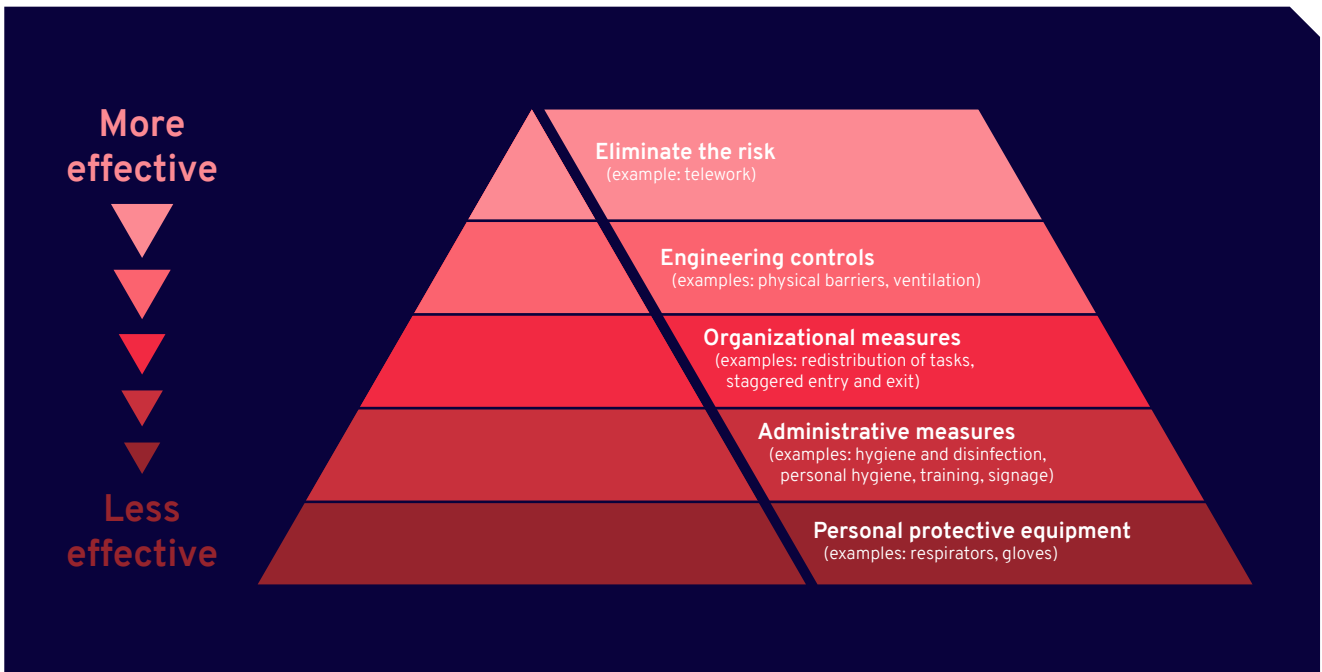 More
effective
Eliminate the risk
(example: telework)
Engineering controls
(examples: physical barriers, ventilation)
Organizational measures
(examples: redistribution of tasks,
staggered entry and exit)
Administrative measures
(examples: hygiene and disinfection,
personal hygiene, training, signage)
Personal protective equipment
(examples: respirators, gloves)
Less
effective